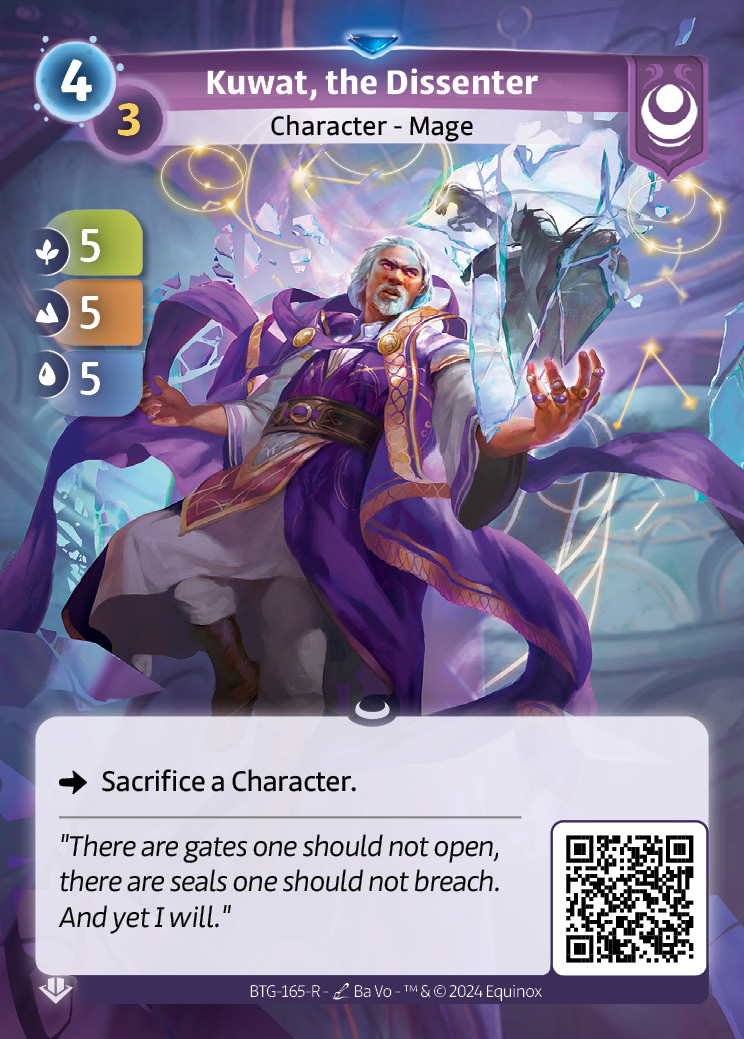 4
Kuwat, the Dissenter
3
Character - Mage
5
5
5
Sacrifice a Character.
"There are gates one should not open,
there are seals one should not breach.
And yet I will."
BTG-165-R - Ba Vo - ™ & © 2024 Equinox